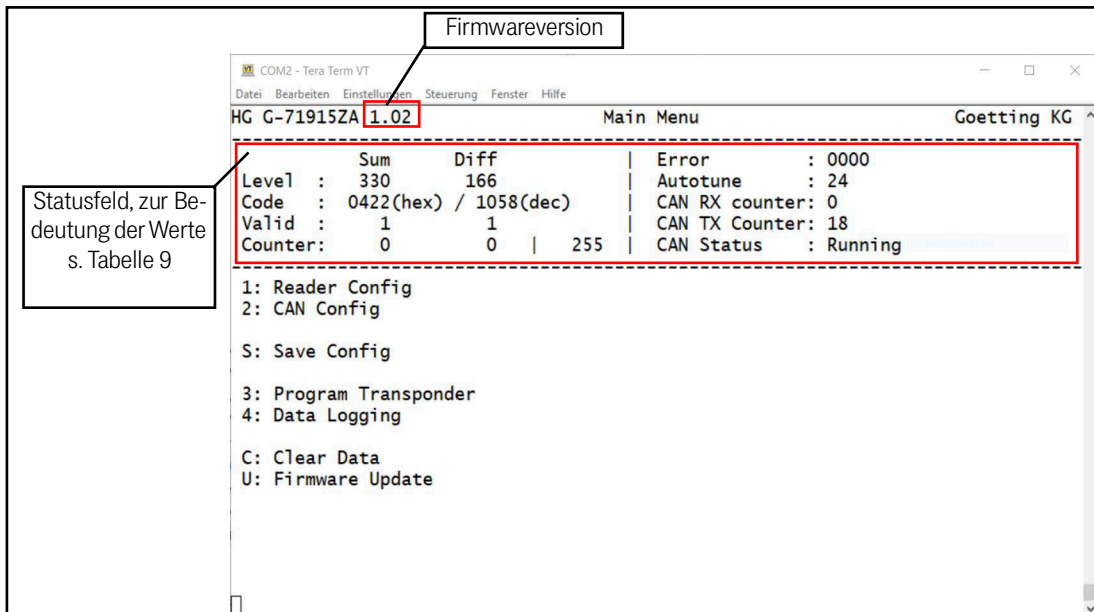 Firmwareversion
COM2 - Tera Term VT
Datei Bearbeiten Einstellungen Steuerung Fenster Hilfe
HG G-71915ZA 1.02 Main Menu Goetting KG
Sum Diff | Error : 0000
Level : 330 166 | Autotune : 24
Code : 0422(hex) / 1058(dec) | CAN RX counter: 0
Valid : 1 1 | CAN TX Counter: 18
Counter: 0 0 | 255 | CAN Status : Running
Statusfeld, zur Be-
deutung der Werte
s. Tabelle 9
1: Reader Config
2: CAN Config
S: Save Config
3: Program Transponder
4: Data Logging
C: Clear Data
U: Firmware Update